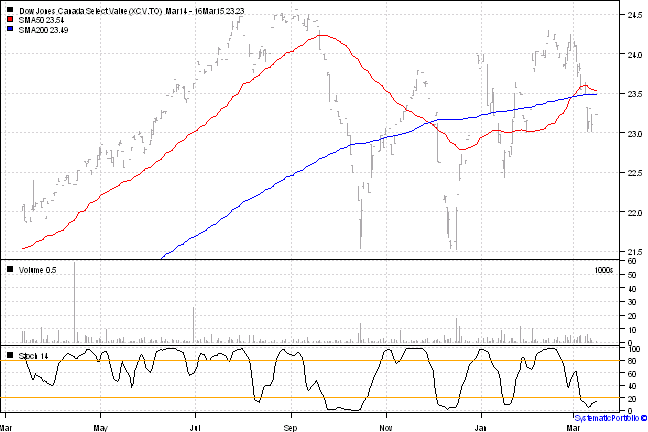 Dow Jones Canada Select Value (XCV.TO) Mar14 - 16Mar15 23.23
SMA50 23.54
SMA200 23.49
24.5
24.0
23.5
23.0
22.5
22.0
21.5
Volume 0.5
1000s
60
50
40
30
20
10
0
Stoch 14
100
80
60
40
20
0
Mar May Jul Sep Nov Jan Mar
SystematicPortfolio ©